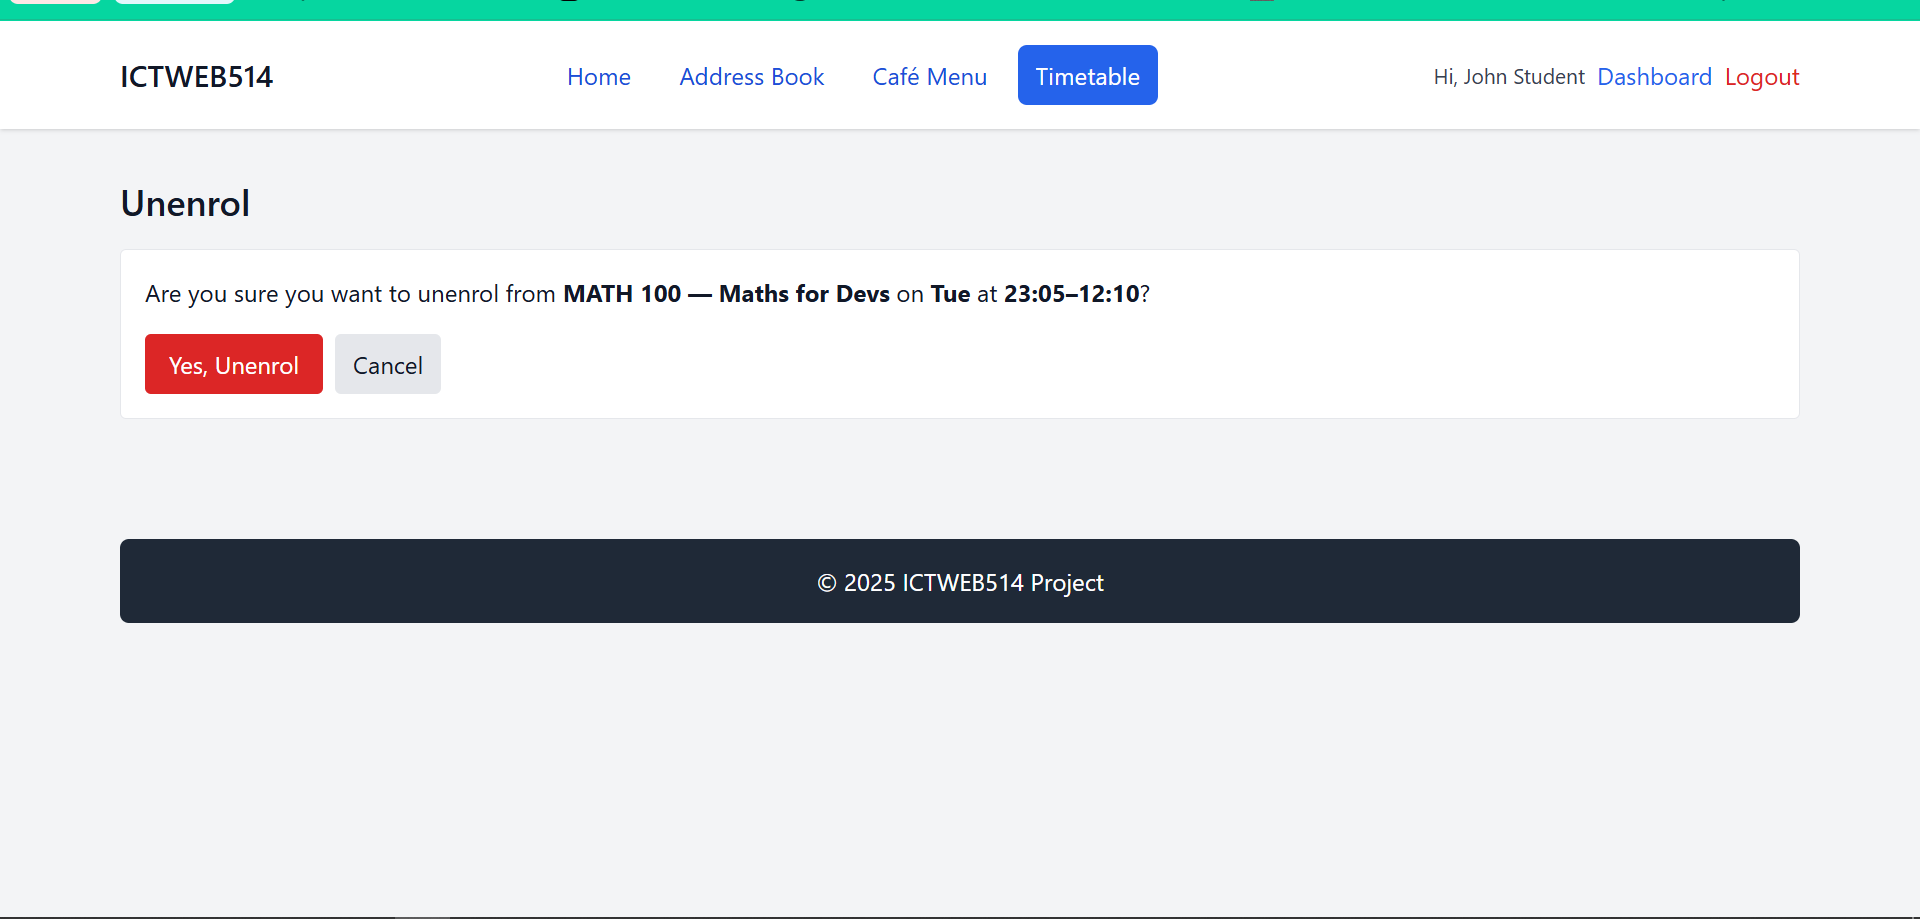 ICTWEB514 Home Address Book Café Menu Timetable Hi, John Student Dashboard Logout
Unenrol
Are you sure you want to unenrol from MATH 100 — Maths for Devs on Tue at 23:05–12:10?
Yes, Unenrol Cancel
© 2025 ICTWEB514 Project